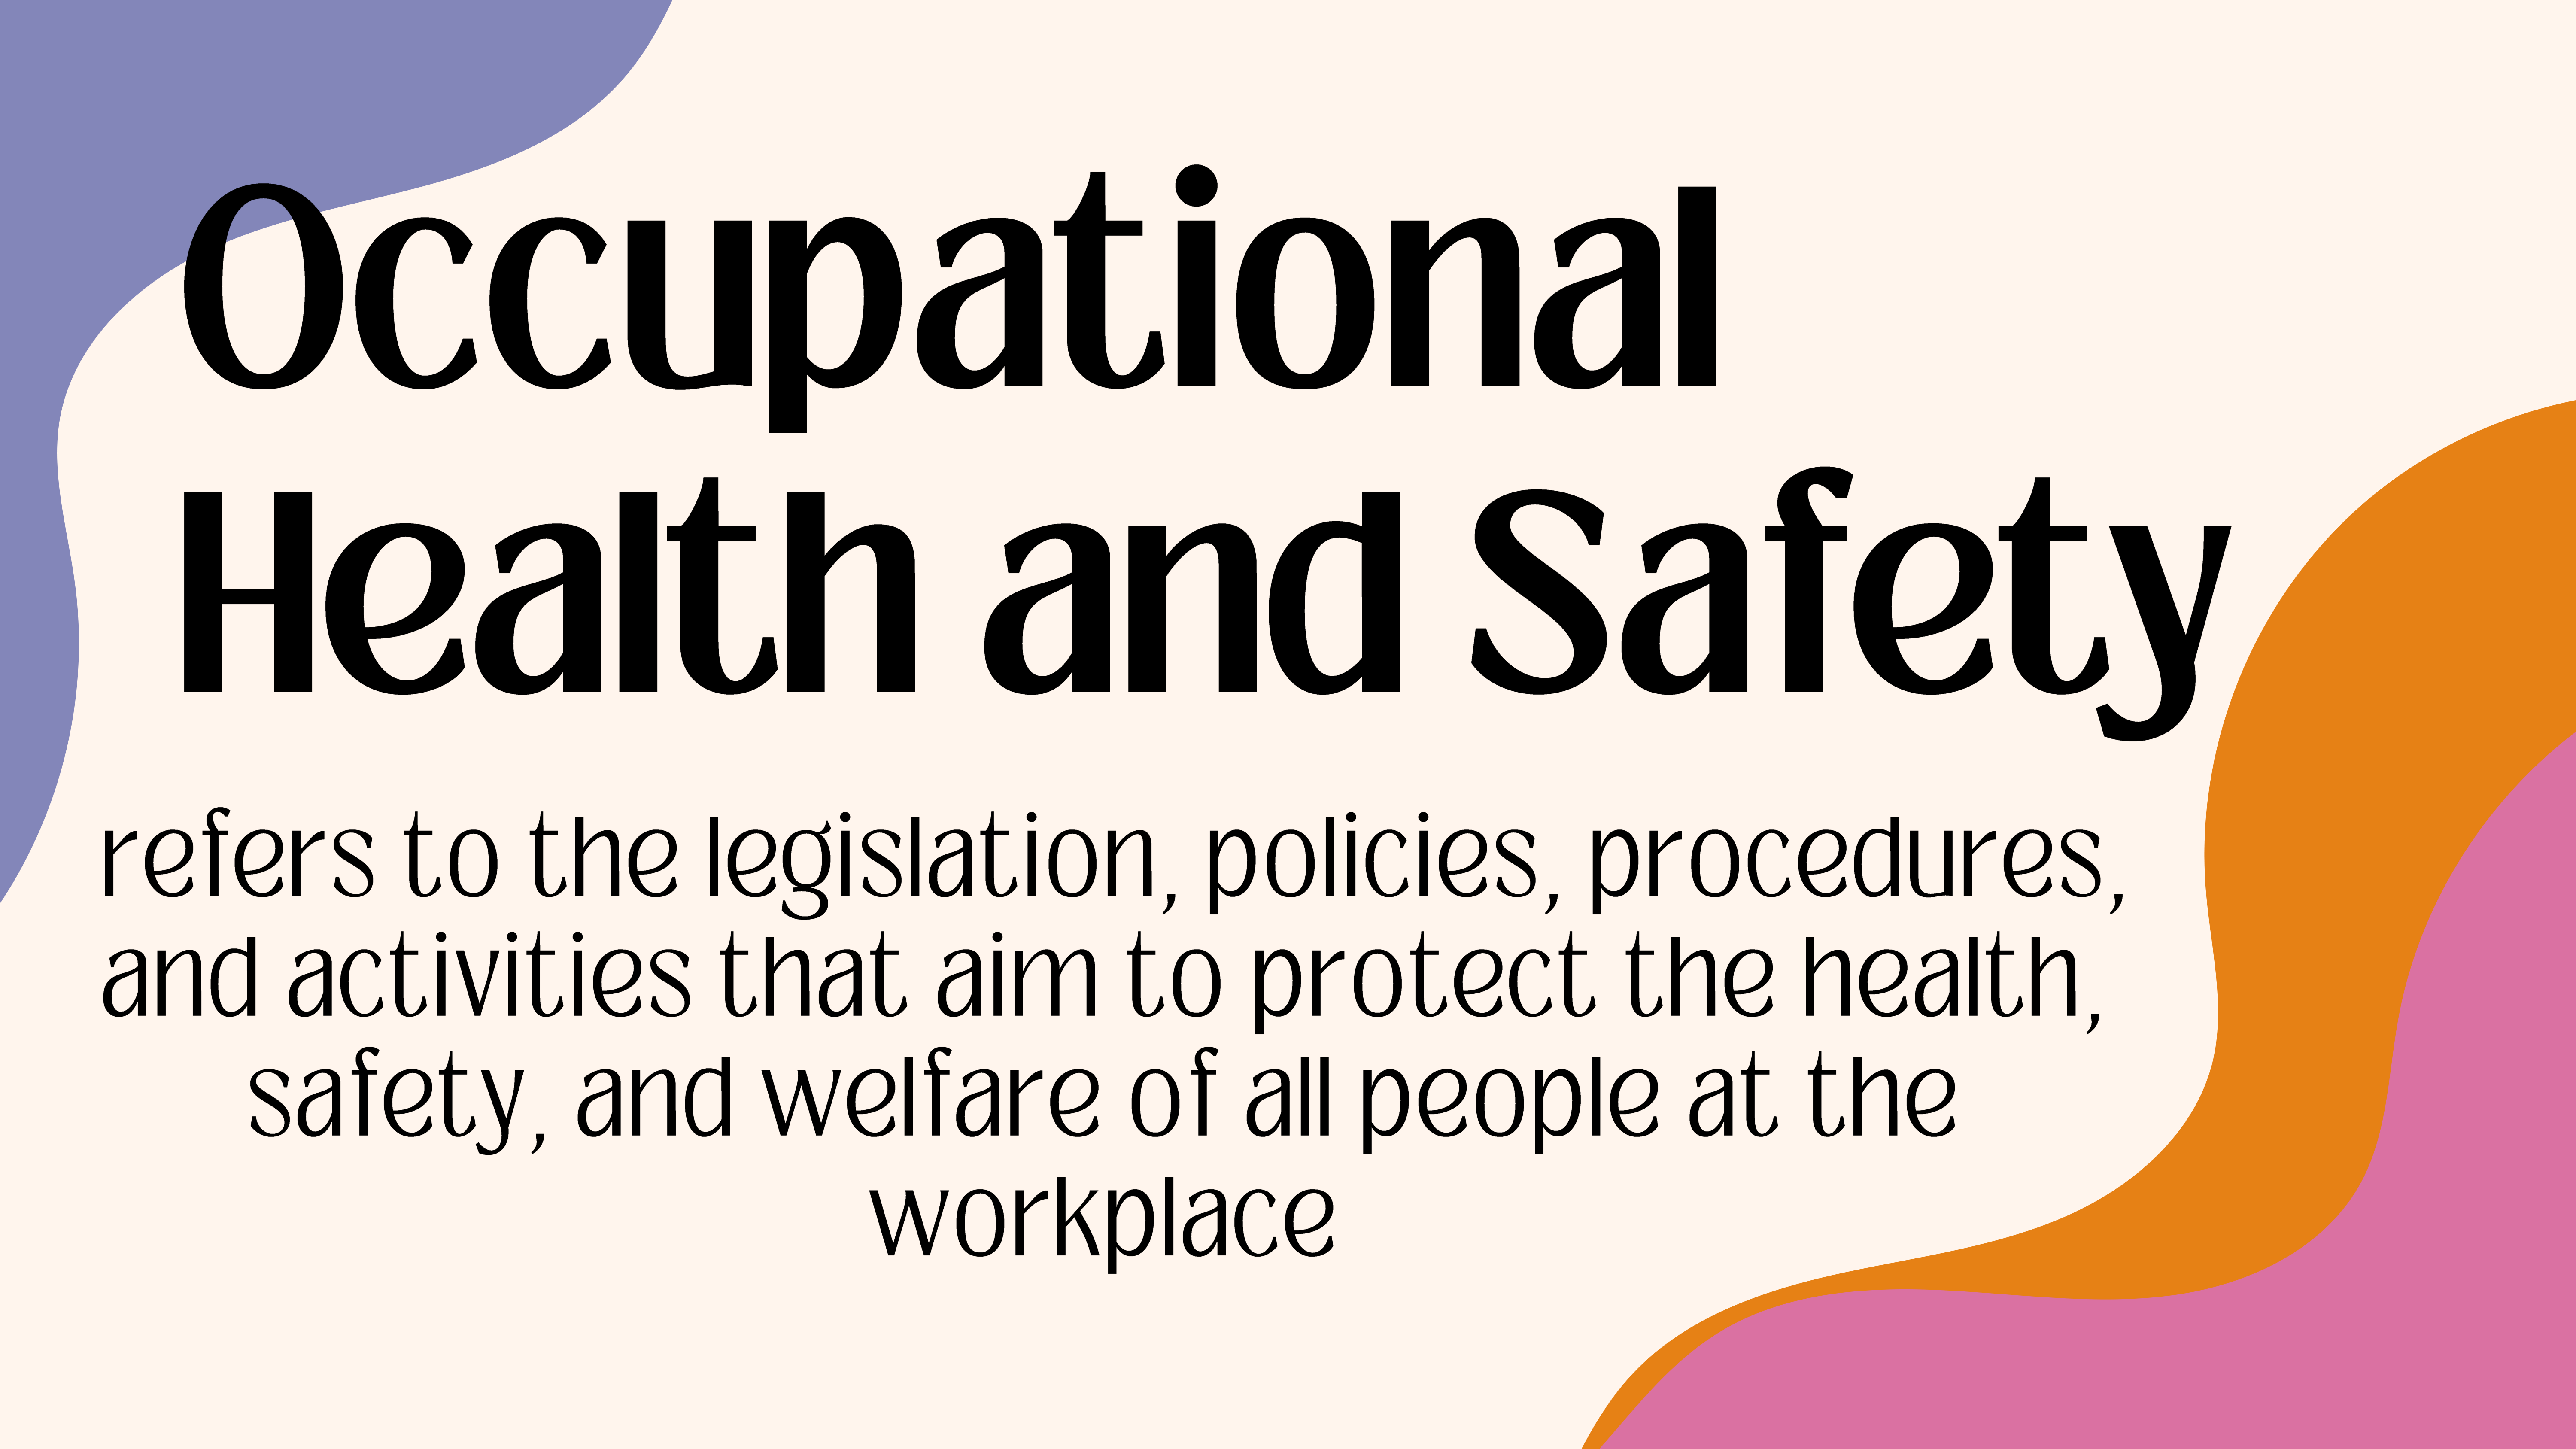 Occupational
Health and Safety
refers to the legislation, policies, procedures,
and activities that aim to protect the health,
safety, and welfare of all people at the
workplace